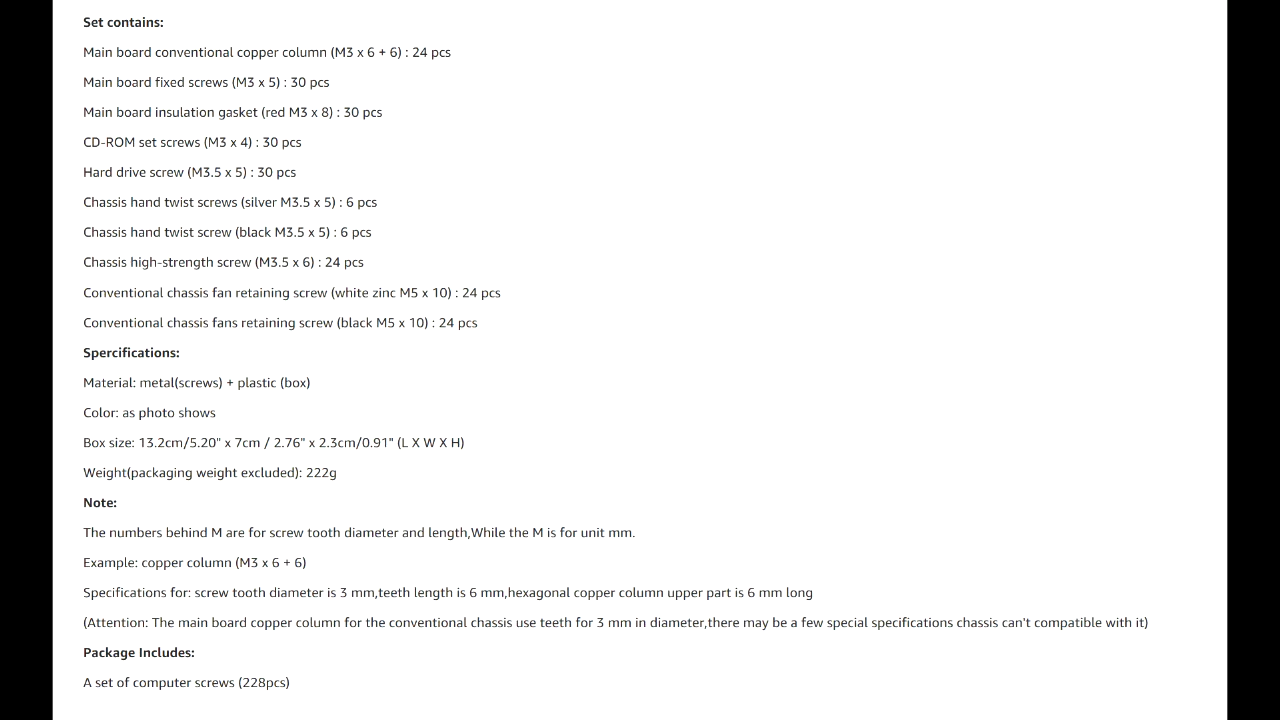 Set contains:
Main board conventional copper column (M3 x 6 + 6) : 24 pcs
Main board fixed screws (M3 x 5) : 30 pcs
Main board insulation gasket (red M3 x 8) : 30 pcs
CD-ROM set screws (M3 x 4) : 30 pcs
Hard drive screw (M3.5 x 5) : 30 pcs
Chassis hand twist screws (silver M3.5 x 5) : 6 pcs
Chassis hand twist screw (black M3.5 x 5) : 6 pcs
Chassis high-strength screw (M3.5 x 6) : 24 pcs
Conventional chassis fan retaining screw (white zinc M5 x 10) : 24 pcs
Conventional chassis fans retaining screw (black M5 x 10) : 24 pcs
Spercifications:
Material: metal(screws) + plastic (box)
Color: as photo shows
Box size: 13.2cm/5.20" x 7cm / 2.76" x 2.3cm/0.91" (L X W X H)
Weight(packaging weight excluded): 222g
Note:
The numbers behind M are for screw tooth diameter and length,While the M is for unit mm.
Example: copper column (M3 x 6 + 6)
Specifications for: screw tooth diameter is 3 mm,teeth length is 6 mm,hexagonal copper column upper part is 6 mm long
(Attention: The main board copper column for the conventional chassis use teeth for 3 mm in diameter,there may be a few special specifications chassis can't compatible with it)
Package Includes:
A set of computer screws (228pcs)